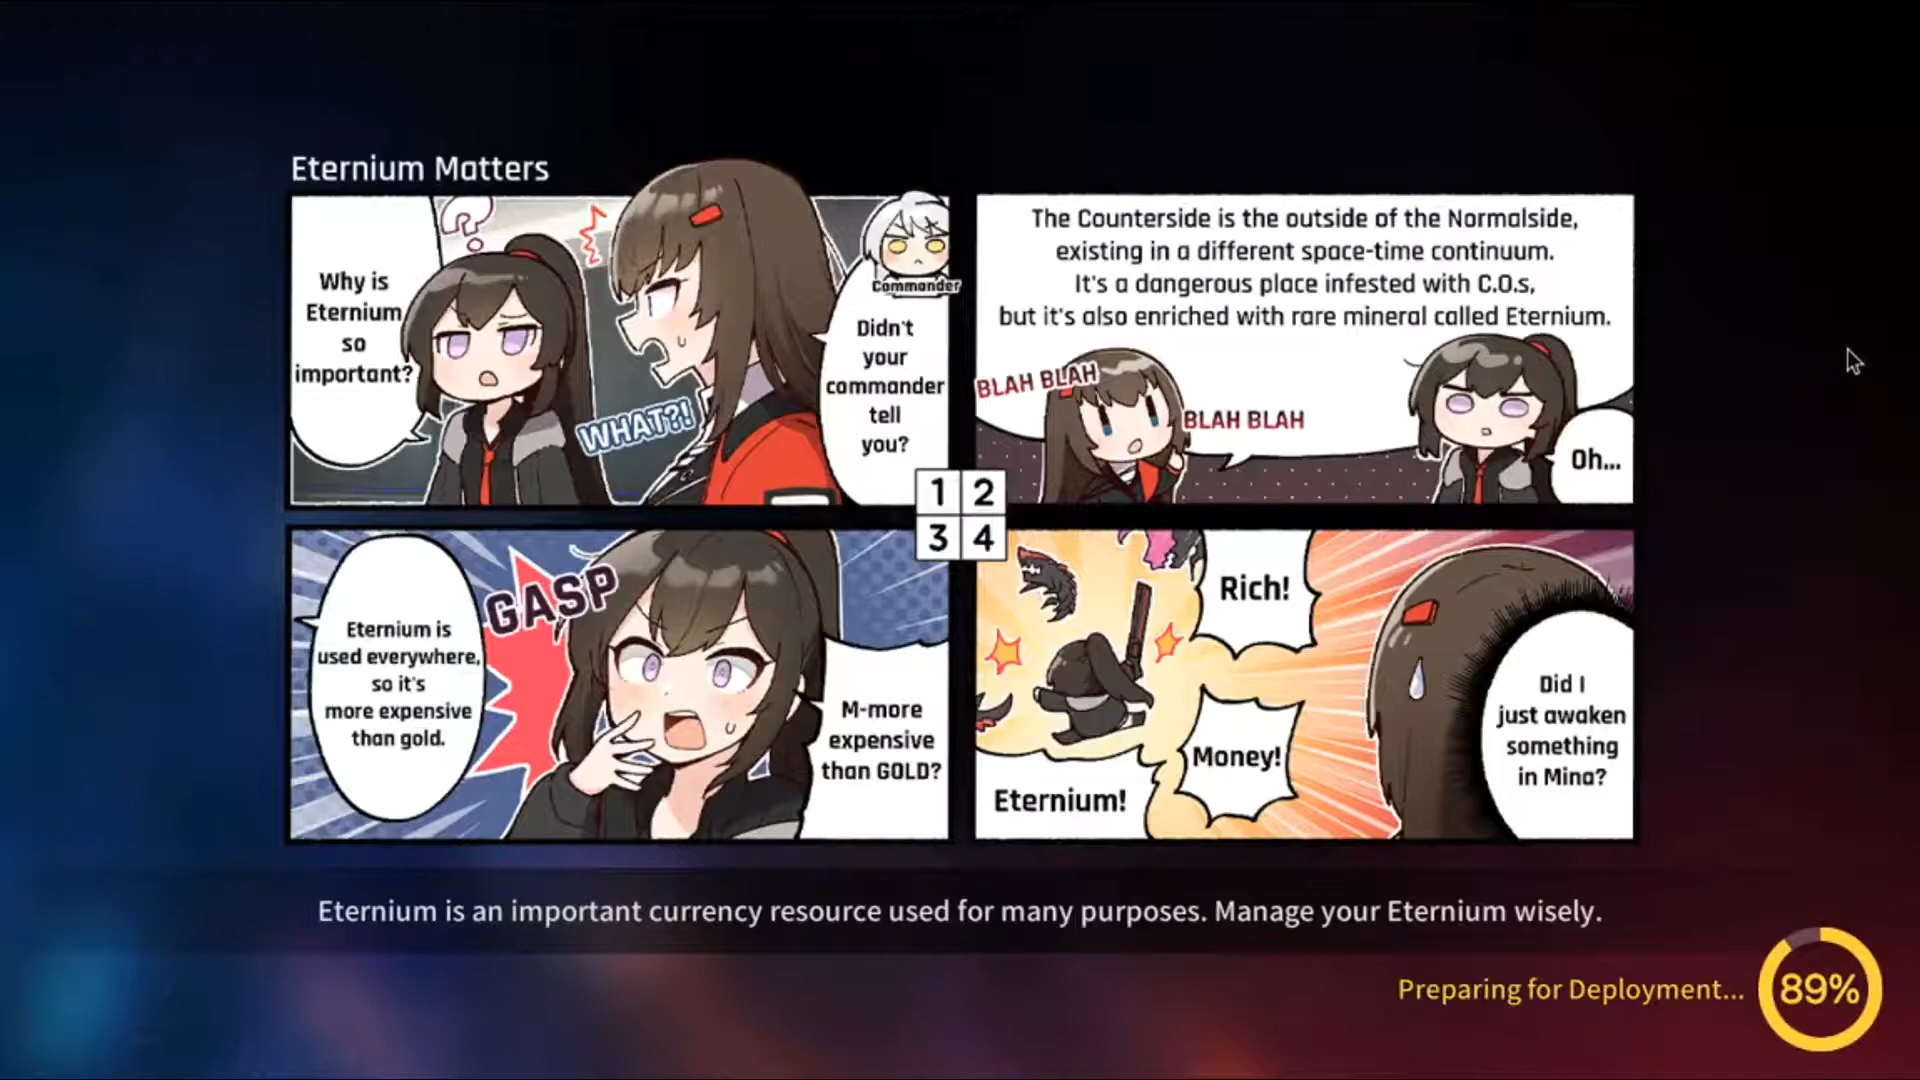 Eternium Matters
Why is
Eternium
so
important?
WHAT?!
Commander
Didn't
your
commander
tell
you?
The Counterside is the outside of the Normalside,
existing in a different space-time continuum.
It's a dangerous place infested with C.O.s,
but it's also enriched with rare mineral called Eternium.
BLAH BLAH
BLAH BLAH
Oh...
1 2
3 4
Eternium is
used everywhere,
so it's
more expensive
than gold.
GASP
M-more
expensive
than GOLD?
Rich!
Money!
Eternium!
Did I
just awaken
something
in Mina?
Eternium is an important currency resource used for many purposes. Manage your Eternium wisely.
Preparing for Deployment...
89%